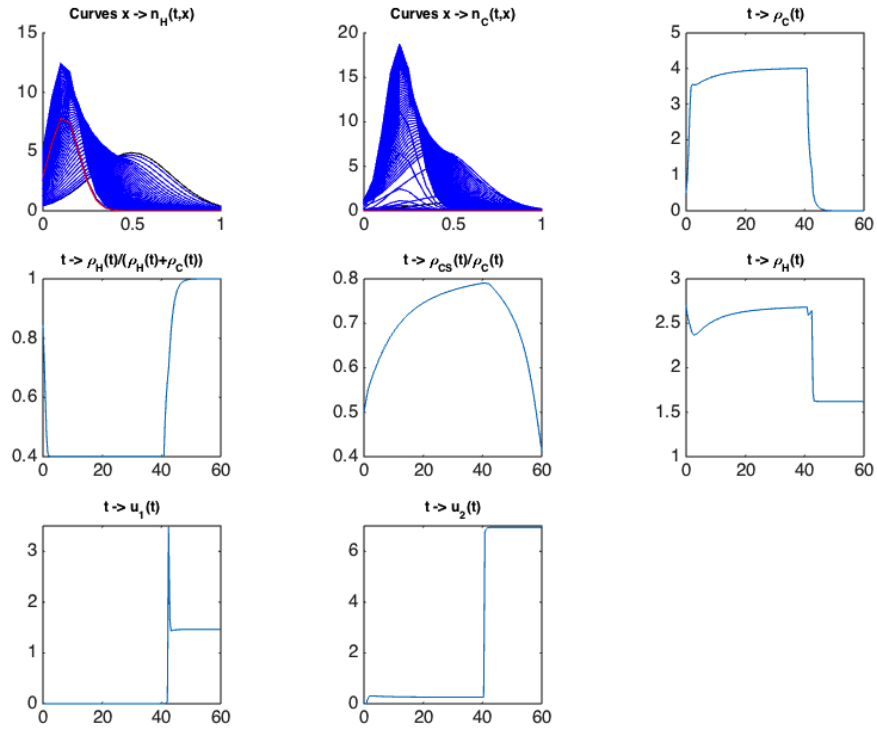 Curves x -> n_H(t,x)
Curves x -> n_C(t,x)
t -> ρ_C(t)
15
10
5
0
0 0.5 1
20
15
10
5
0
0 0.5 1
5
4
3
2
1
0
0 20 40 60
t -> ρ_H(t)/(ρ_H(t)+ρ_C(t))
t -> ρ_CS(t)/ρ_C(t)
t -> ρ_H(t)
1
0.8
0.6
0.4
0 20 40 60
0.8
0.7
0.6
0.5
0.4
0 20 40 60
3
2.5
2
1.5
1
0 20 40 60
t -> u_1(t)
t -> u_2(t)
3
2
1
0
0 20 40 60
6
4
2
0
0 20 40 60